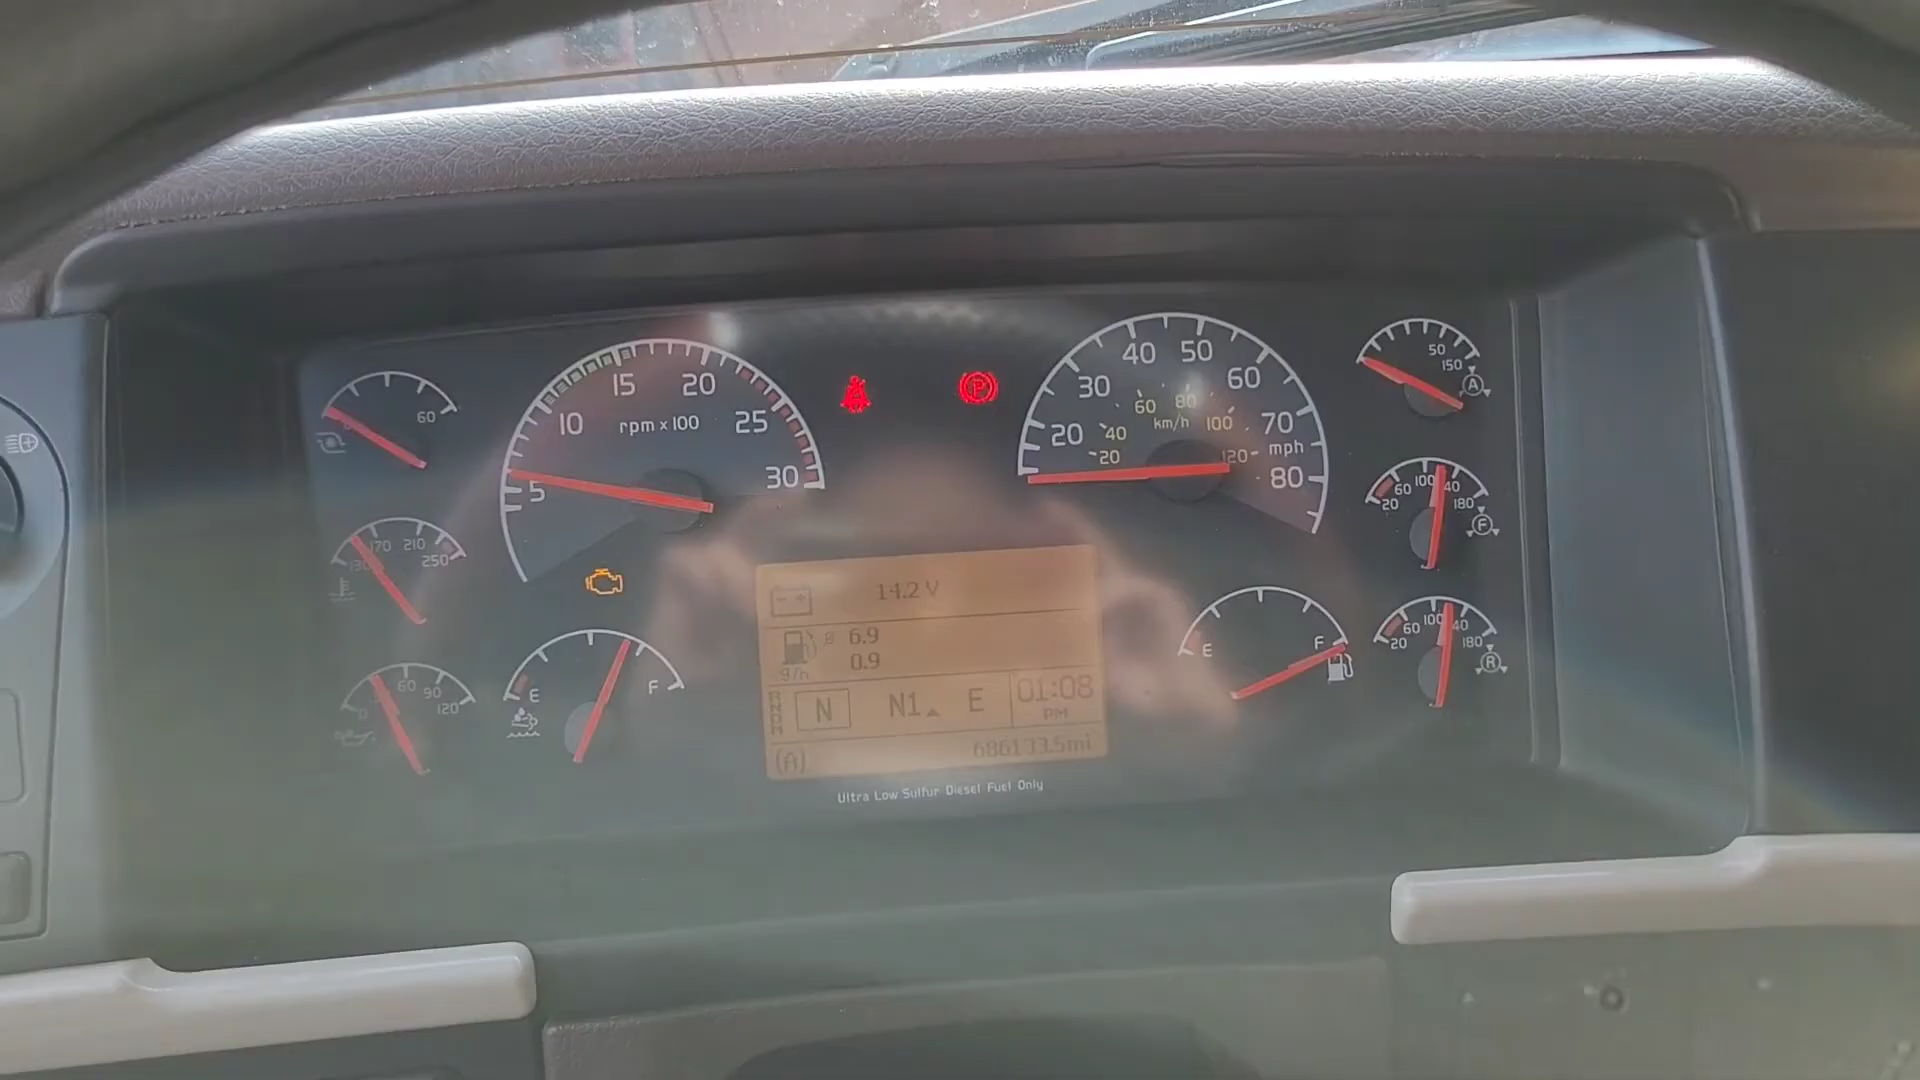 60
15 20
10 rpm x 100 25
5 30
40 50
30 60
60 80
20 40 km/h 100 70
20 120 mph
80
50
150
A
60 100 140
20 180
F
170 210
130 250
60 90
0 120
E F
14.2 V
6.9
0.9
g/h
R
N
D
M
N N1 E 01:08
PM
(A) 686133.5mi
E F
60 100 140
20 180
R
Ultra Low Sulfur Diesel Fuel Only
P